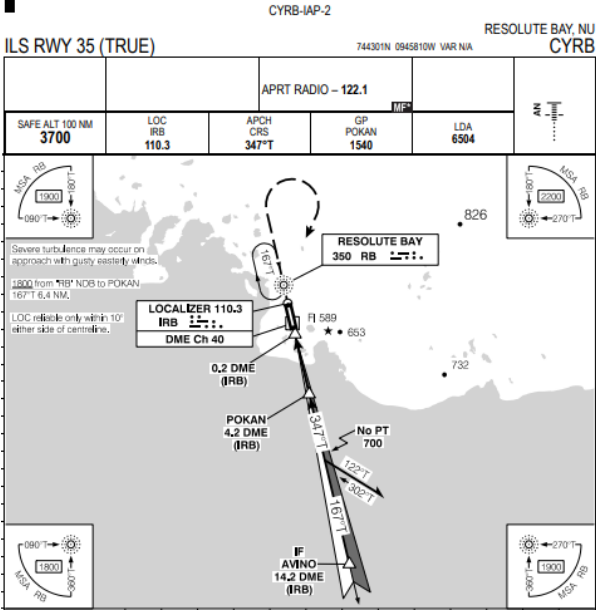 CYRB-IAP-2
RESOLUTE BAY, NU
ILS RWY 35 (TRUE)
744301N 0945810W VAR N/A
CYRB
APRT RADIO – 122.1
MF*
SAFE ALT 100 NM
3700
LOC
IRB
110.3
APCH
CRS
347°T
GP
POKAN
1540
LDA
6504
AN
MSA RB
180°T
1900
090°T
MSA RB
180°T
2200
270°T
826
Severe turbulence may occur on
approach with gusty easterly winds.
1800 from "RB" NDB to POKAN
167°T 6.4 NM.
LOC reliable only within 10°
either side of centreline.
167°T
RESOLUTE BAY
350 RB
LOCALIZER 110.3
IRB
DME Ch 40
Fl 589
653
732
0.2 DME
(IRB)
POKAN
4.2 DME
(IRB)
347°T
No PT
700
122°T
302°T
167°T
IF
AVINO
14.2 DME
(IRB)
090°T
1800
360°T
MSA RB
270°T
1900
360°T
MSA RB